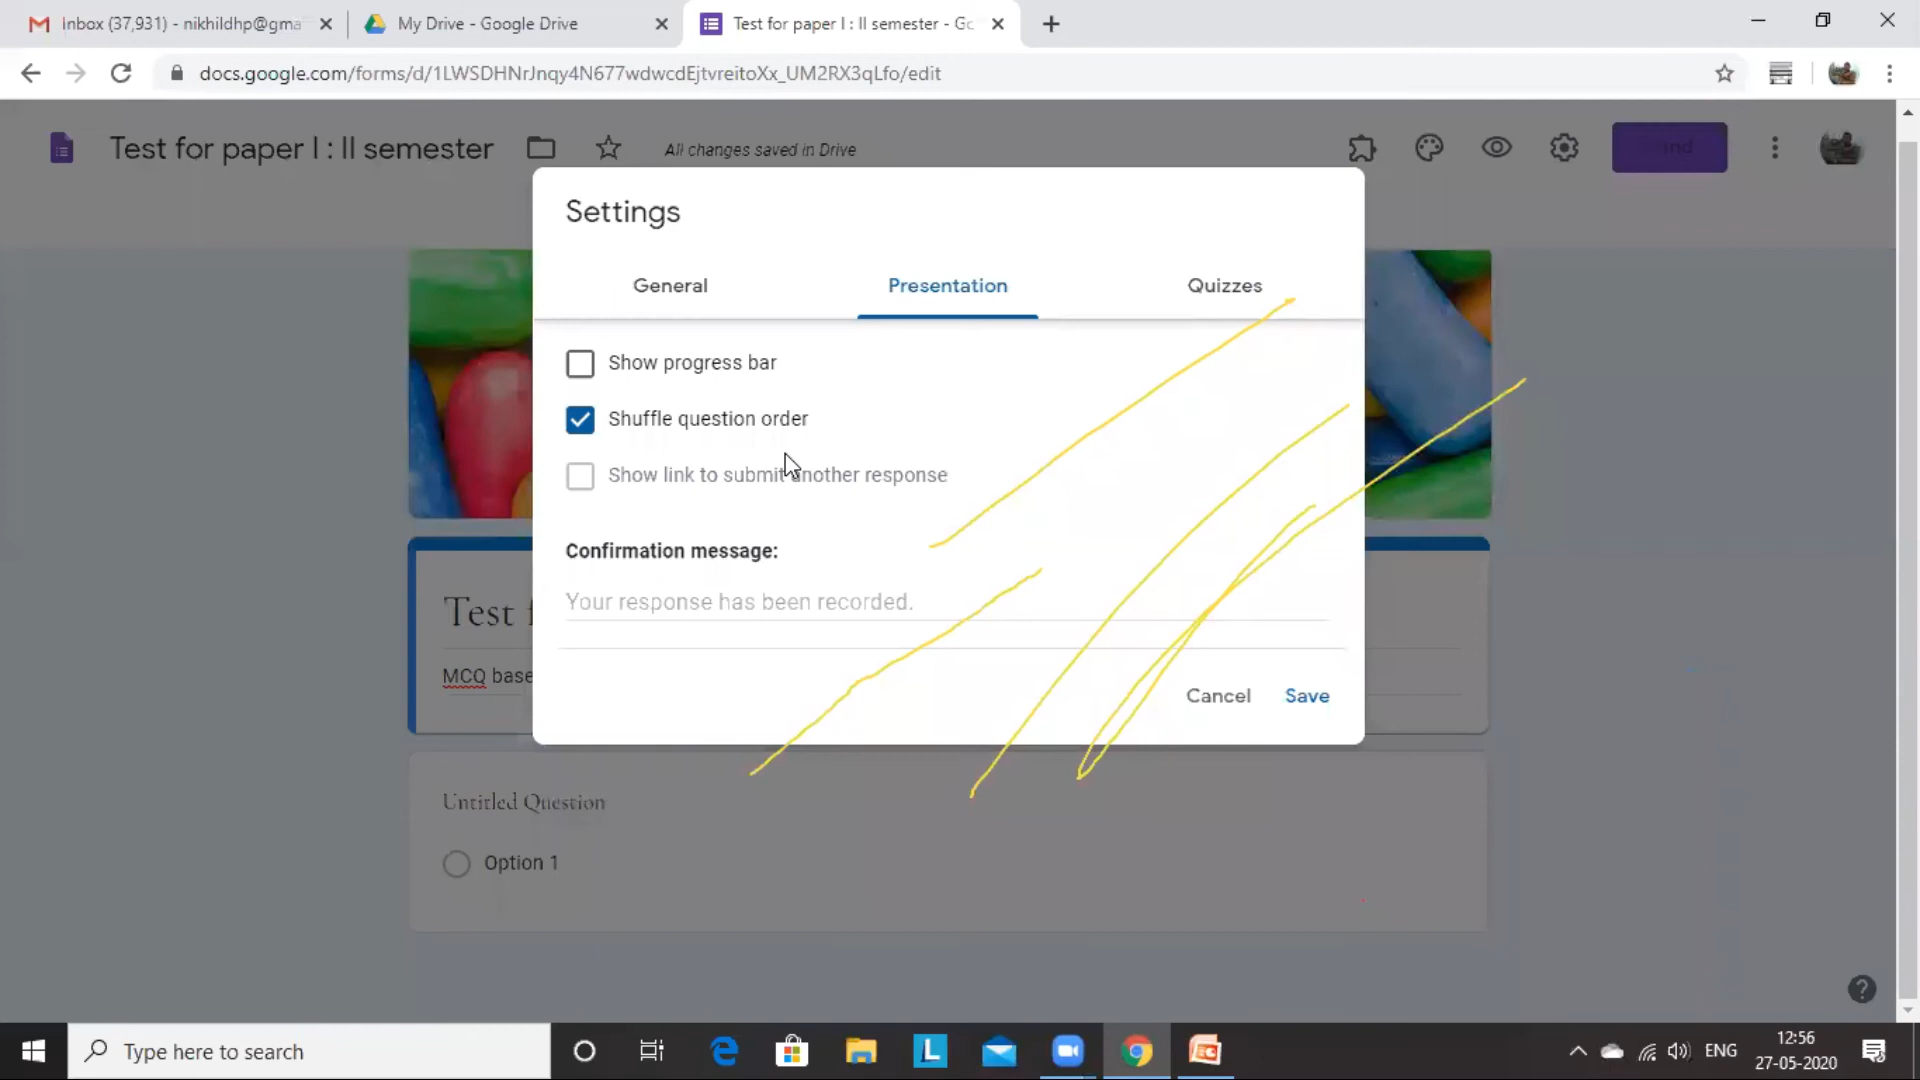 Inbox (37,931) - nikhildhp@gma
My Drive - Google Drive
Test for paper I : II semester - Go
docs.google.com/forms/d/1LWSDHNrJnqy4N677wdwcdEjtvreitoXx_UM2RX3qLfo/edit
Test for paper I : II semester
All changes saved in Drive
Send
Settings
General
Presentation
Quizzes
Show progress bar
Shuffle question order
Show link to submit another response
Confirmation message:
Your response has been recorded.
Test f
MCQ base
Cancel
Save
Untitled Question
Option 1
Type here to search
ENG
12:56
27-05-2020